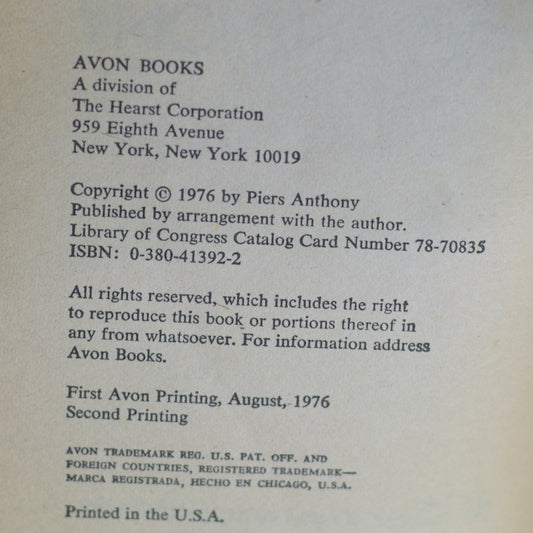 AVON BOOKS
A division of
The Hearst Corporation
959 Eighth Avenue
New York, New York 10019
Copyright © 1976 by Piers Anthony
Published by arrangement with the author.
Library of Congress Catalog Card Number 78-70835
ISBN: 0-380-41392-2
All rights reserved, which includes the right
to reproduce this book or portions thereof in
any from whatsoever. For information address
Avon Books.
First Avon Printing, August, 1976
Second Printing
AVON TRADEMARK REG. U.S. PAT. OFF. AND
FOREIGN COUNTRIES, REGISTERED TRADEMARK—
MARCA REGISTRADA, HECHO EN CHICAGO, U.S.A.
Printed in the U.S.A.